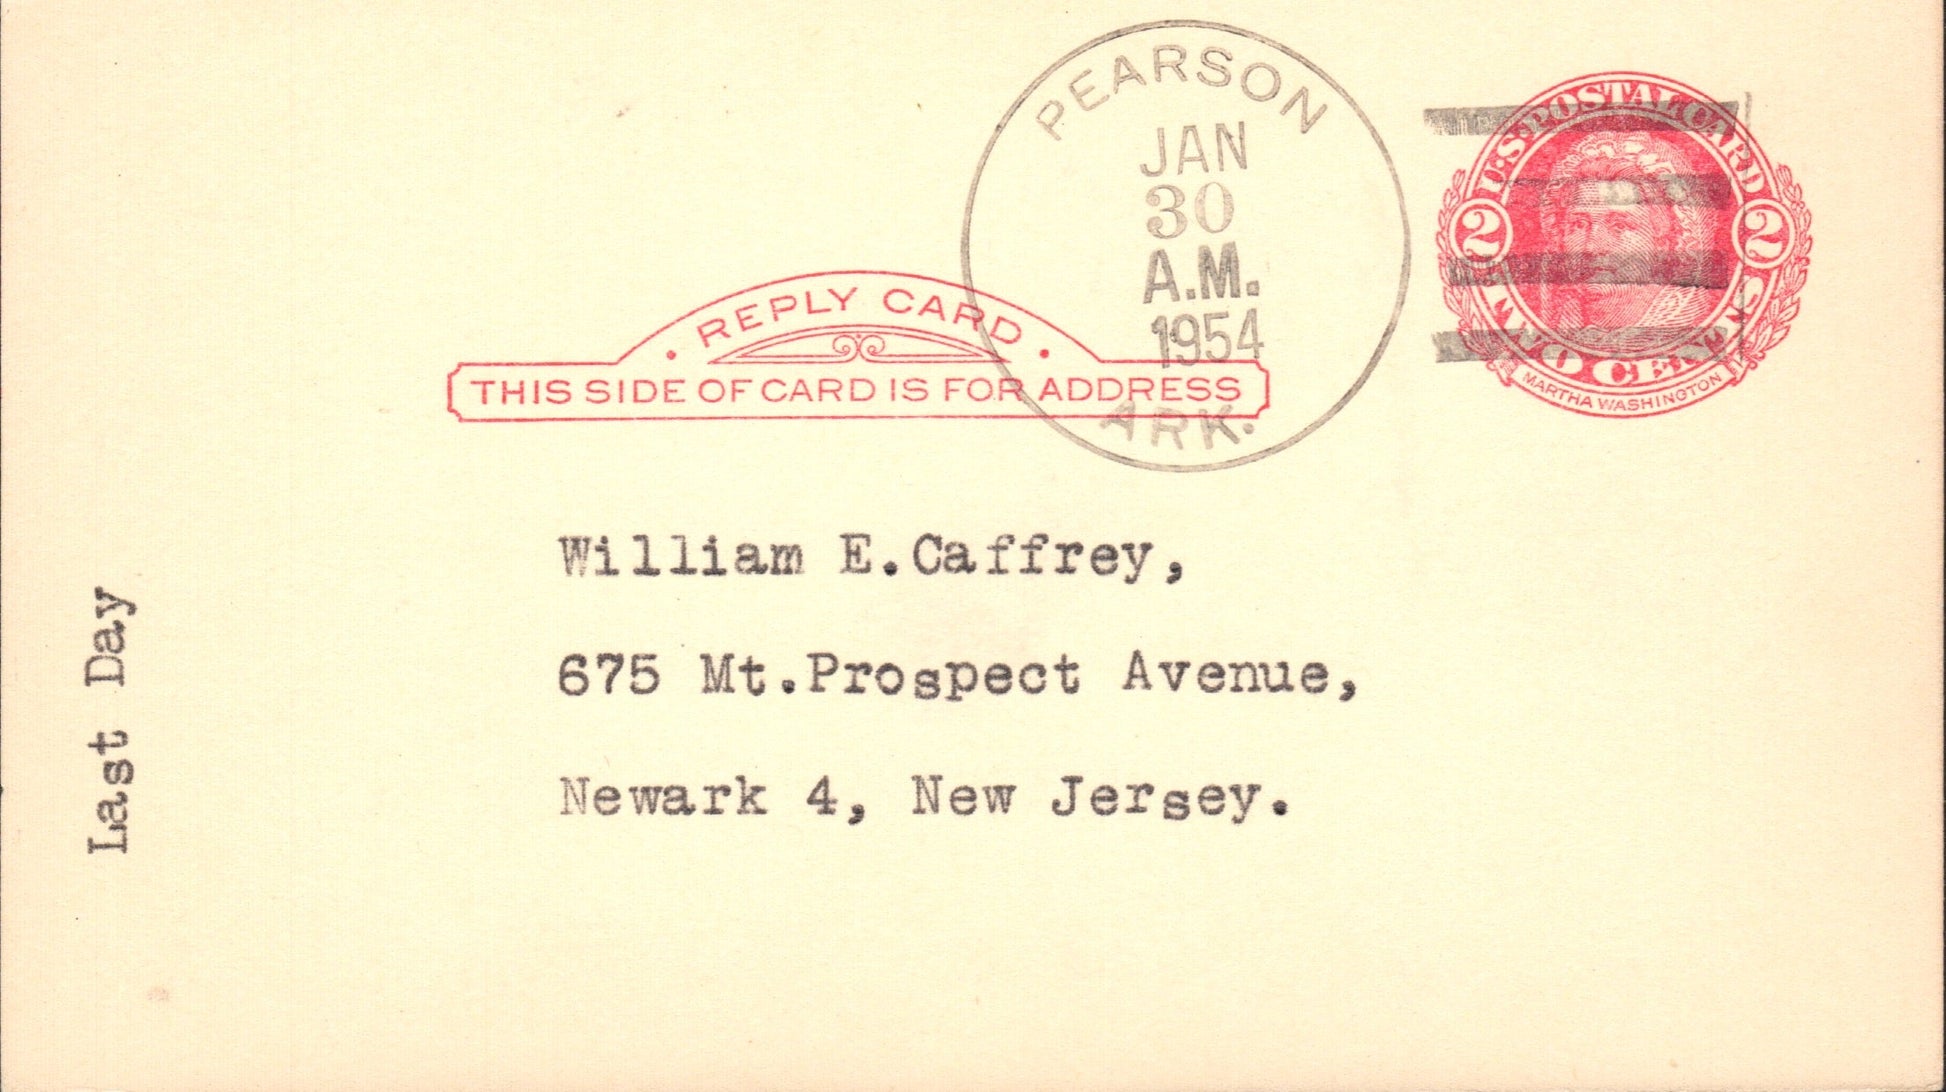 PEARSON
JAN
30
A.M.
1954
ARK.
U.S. POSTAL CARD
2 2
TWO CENTS
MARTHA WASHINGTON
· REPLY CARD ·
THIS SIDE OF CARD IS FOR ADDRESS
William E.Caffrey,
675 Mt.Prospect Avenue,
Newark 4, New Jersey.
Last Day